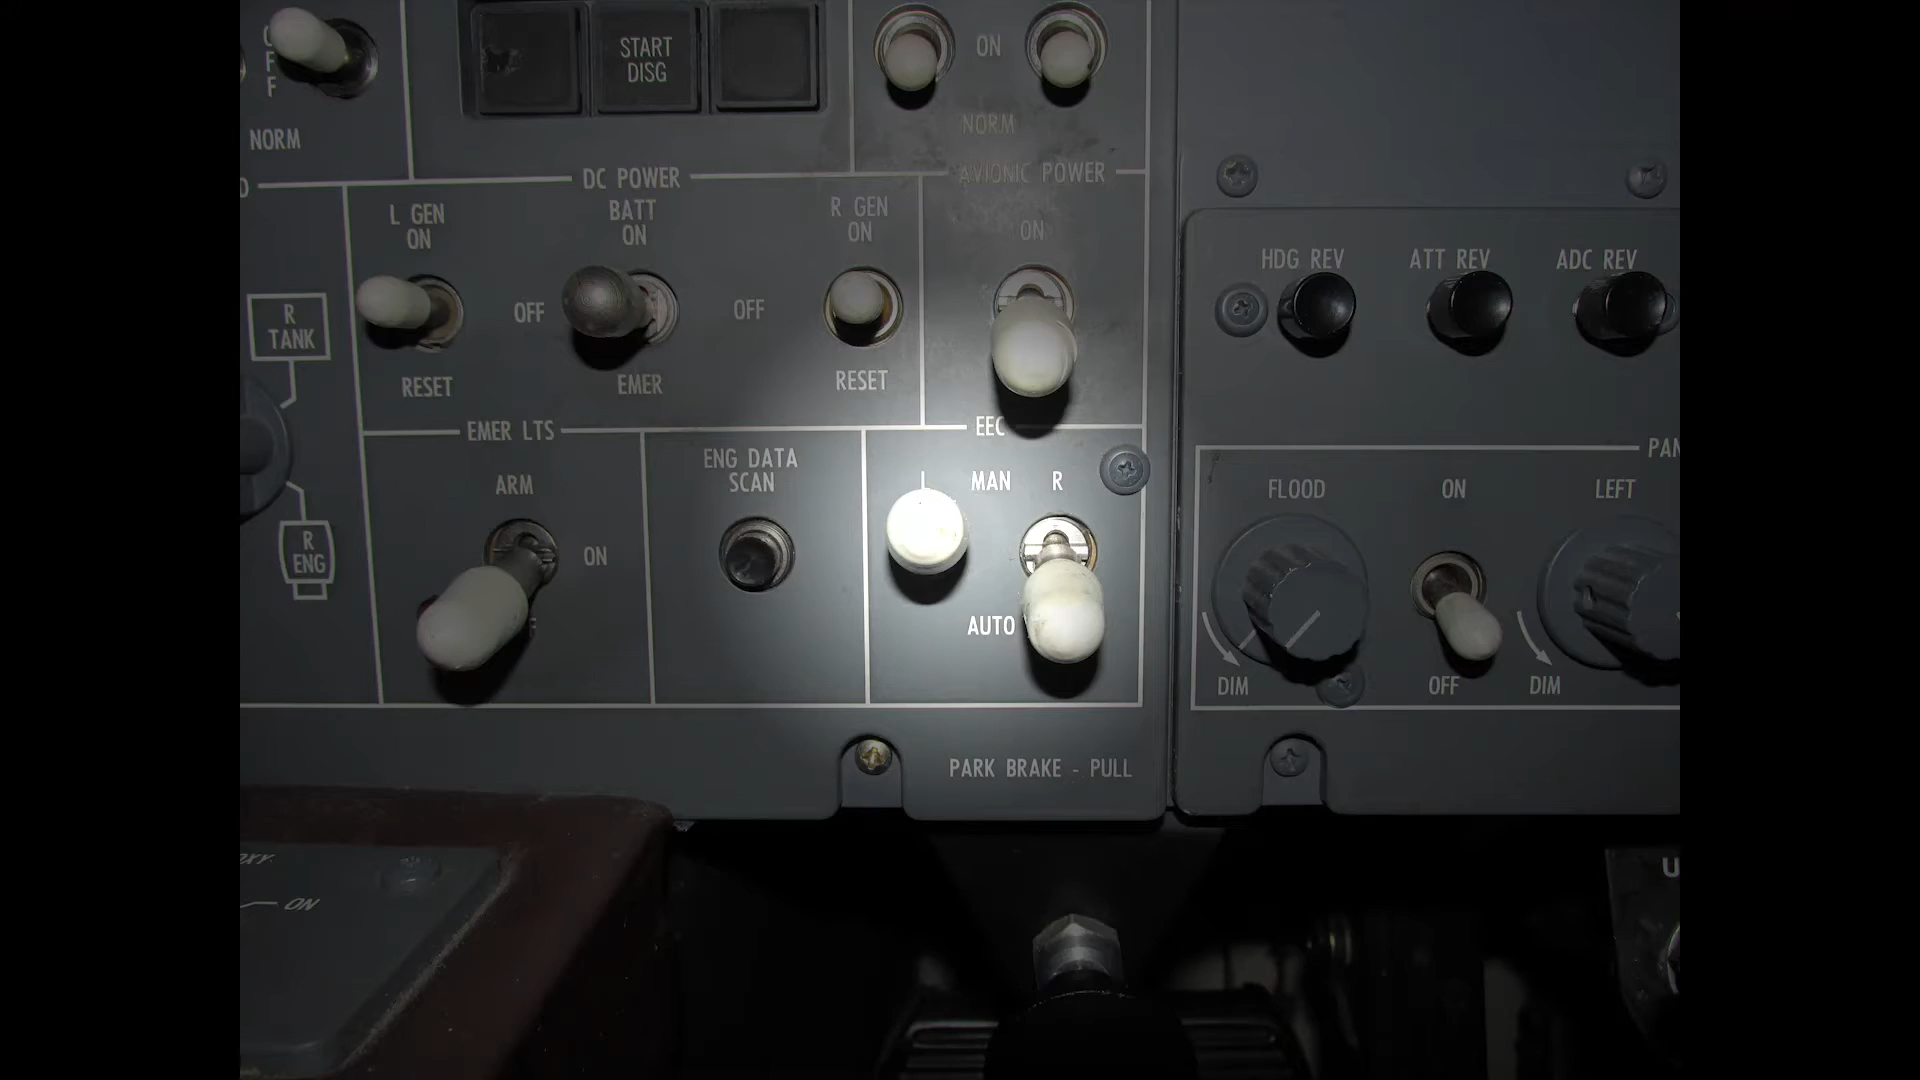 START
DISG
ON
NORM
NORM
DC POWER
AVIONIC POWER
L GEN
ON
BATT
ON
R GEN
ON
ON
OFF
OFF
RESET
EMER
RESET
R
TANK
R
ENG
EMER LTS
ARM
ON
ENG DATA
SCAN
EEC
L MAN R
AUTO
PARK BRAKE - PULL
HDG REV
ATT REV
ADC REV
FLOOD
ON
LEFT
DIM
OFF
DIM
OXY
ON